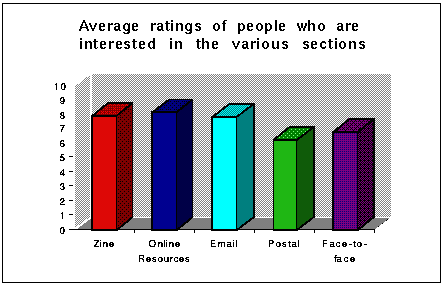 Average ratings of people who are
interested in the various sections
10
9
8
7
6
5
4
3
2
1
0
Zine
Online
Resources
Email
Postal
Face-to-
face